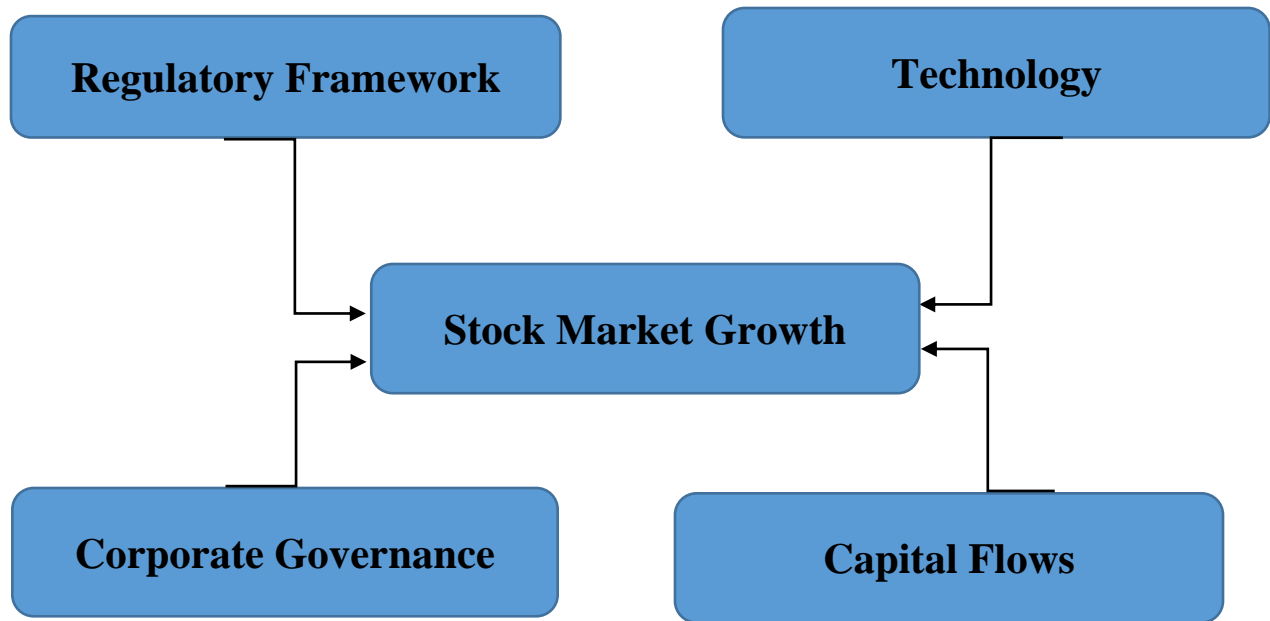 Regulatory Framework
Technology
Stock Market Growth
Corporate Governance
Capital Flows